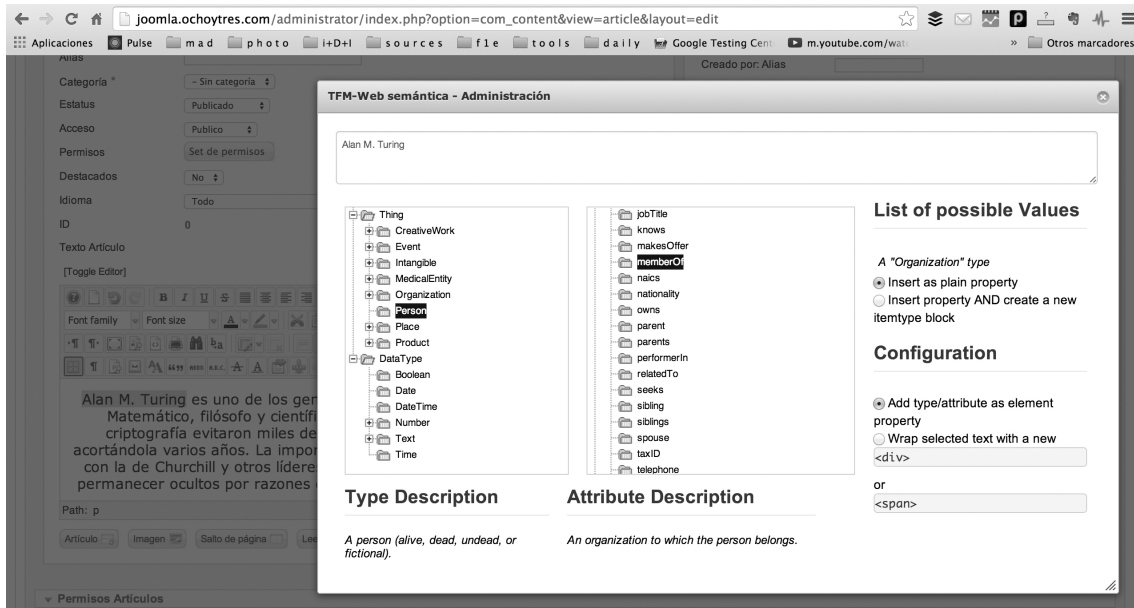 joomla.ochoytres.com/administrator/index.php?option=com_content&view=article&layout=edit
Aplicaciones Pulse m a d p h o t o i+D+I s o u r c e s f 1 e t o o l s d a i l y Google Testing Cent m.youtube.com/wat » Otros marcadores
Alias
Creado por: Alias
Categoría * – Sin categoría
Estatus Publicado
Acceso Publico
Permisos Set de permisos
Destacados No
Idioma Todo
ID 0
Texto Artículo
[Toggle Editor]
B I U S
Font family Font size A
Alan M. Turing es uno de los gen
Matemático, filósofo y científi
criptografía evitaron miles de
acortándola varios años. La impor
con la de Churchill y otros lídere
permanecer ocultos por razones
Path: p
Artículo Imagen Salto de página Lee
Permisos Artículos
TFM-Web semántica - Administración
Alan M. Turing
Thing
CreativeWork
Event
Intangible
MedicalEntity
Organization
Person
Place
Product
DataType
Boolean
Date
DateTime
Number
Text
Time
jobTitle
knows
makesOffer
memberOf
naics
nationality
owns
parent
parents
performerIn
relatedTo
seeks
sibling
siblings
spouse
taxID
telephone
List of possible Values
A "Organization" type
Insert as plain property
Insert property AND create a new
itemtype block
Configuration
Add type/attribute as element
property
Wrap selected text with a new
<div>
or
<span>
Type Description
A person (alive, dead, undead, or
fictional).
Attribute Description
An organization to which the person belongs.